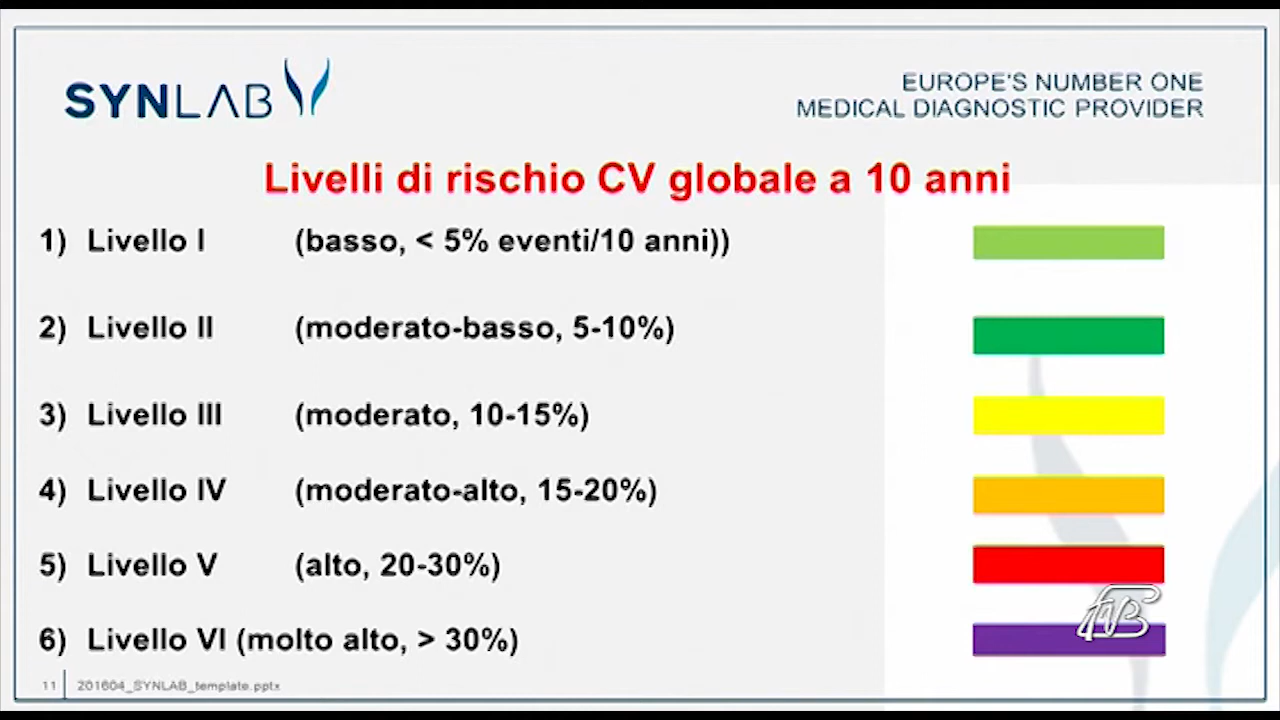 SYNLAB
EUROPE'S NUMBER ONE
MEDICAL DIAGNOSTIC PROVIDER
Livelli di rischio CV globale a 10 anni
1) Livello I (basso, < 5% eventi/10 anni))
2) Livello II (moderato-basso, 5-10%)
3) Livello III (moderato, 10-15%)
4) Livello IV (moderato-alto, 15-20%)
5) Livello V (alto, 20-30%)
6) Livello VI (molto alto, > 30%)
11 201604_SYNLAB_template.pptx